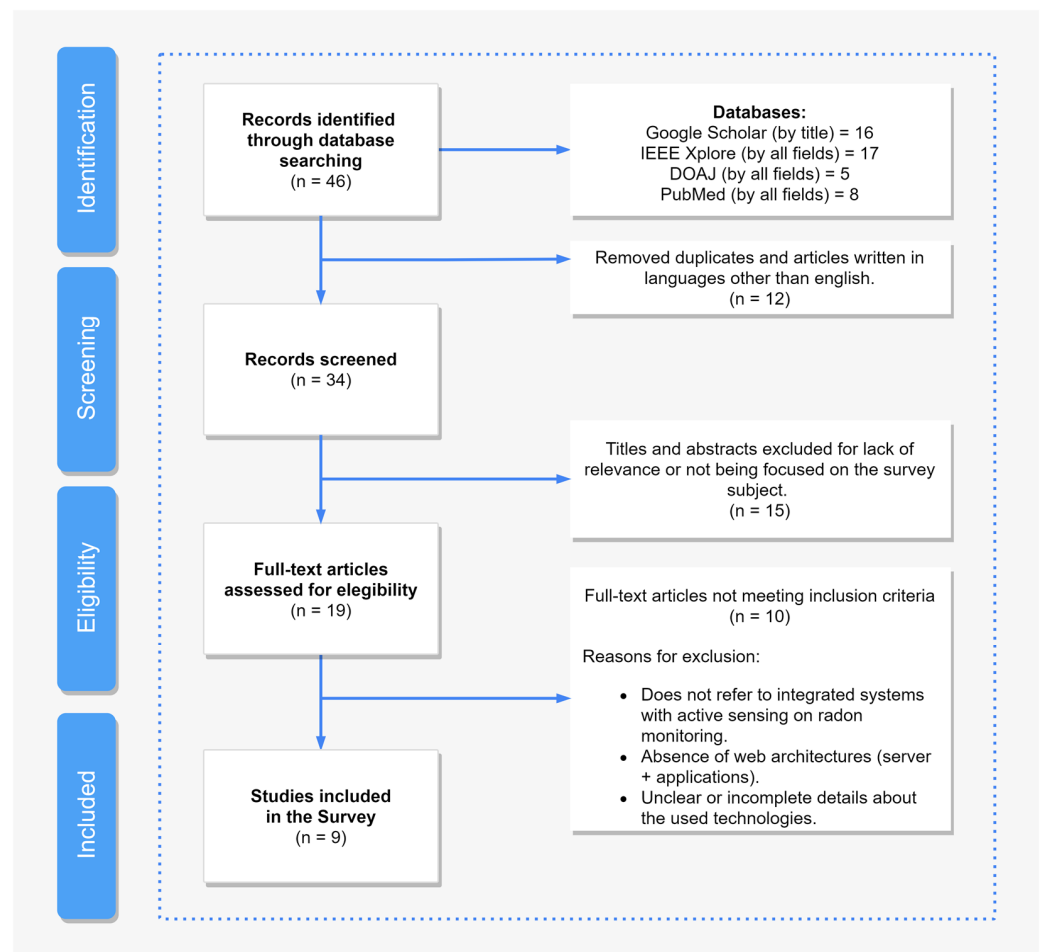 Identification
Records identified
through database
searching
(n = 46)
Databases:
Google Scholar (by title) = 16
IEEE Xplore (by all fields) = 17
DOAJ (by all fields) = 5
PubMed (by all fields) = 8
Removed duplicates and articles written in
languages other than english.
(n = 12)
Screening
Records screened
(n = 34)
Titles and abstracts excluded for lack of
relevance or not being focused on the survey
subject.
(n = 15)
Eligibility
Full-text articles
assessed for elegibility
(n = 19)
Full-text articles not meeting inclusion criteria
(n = 10)
Reasons for exclusion:
• Does not refer to integrated systems
with active sensing on radon
monitoring.
• Absence of web architectures (server
+ applications).
• Unclear or incomplete details about
the used technologies.
Included
Studies included
in the Survey
(n = 9)